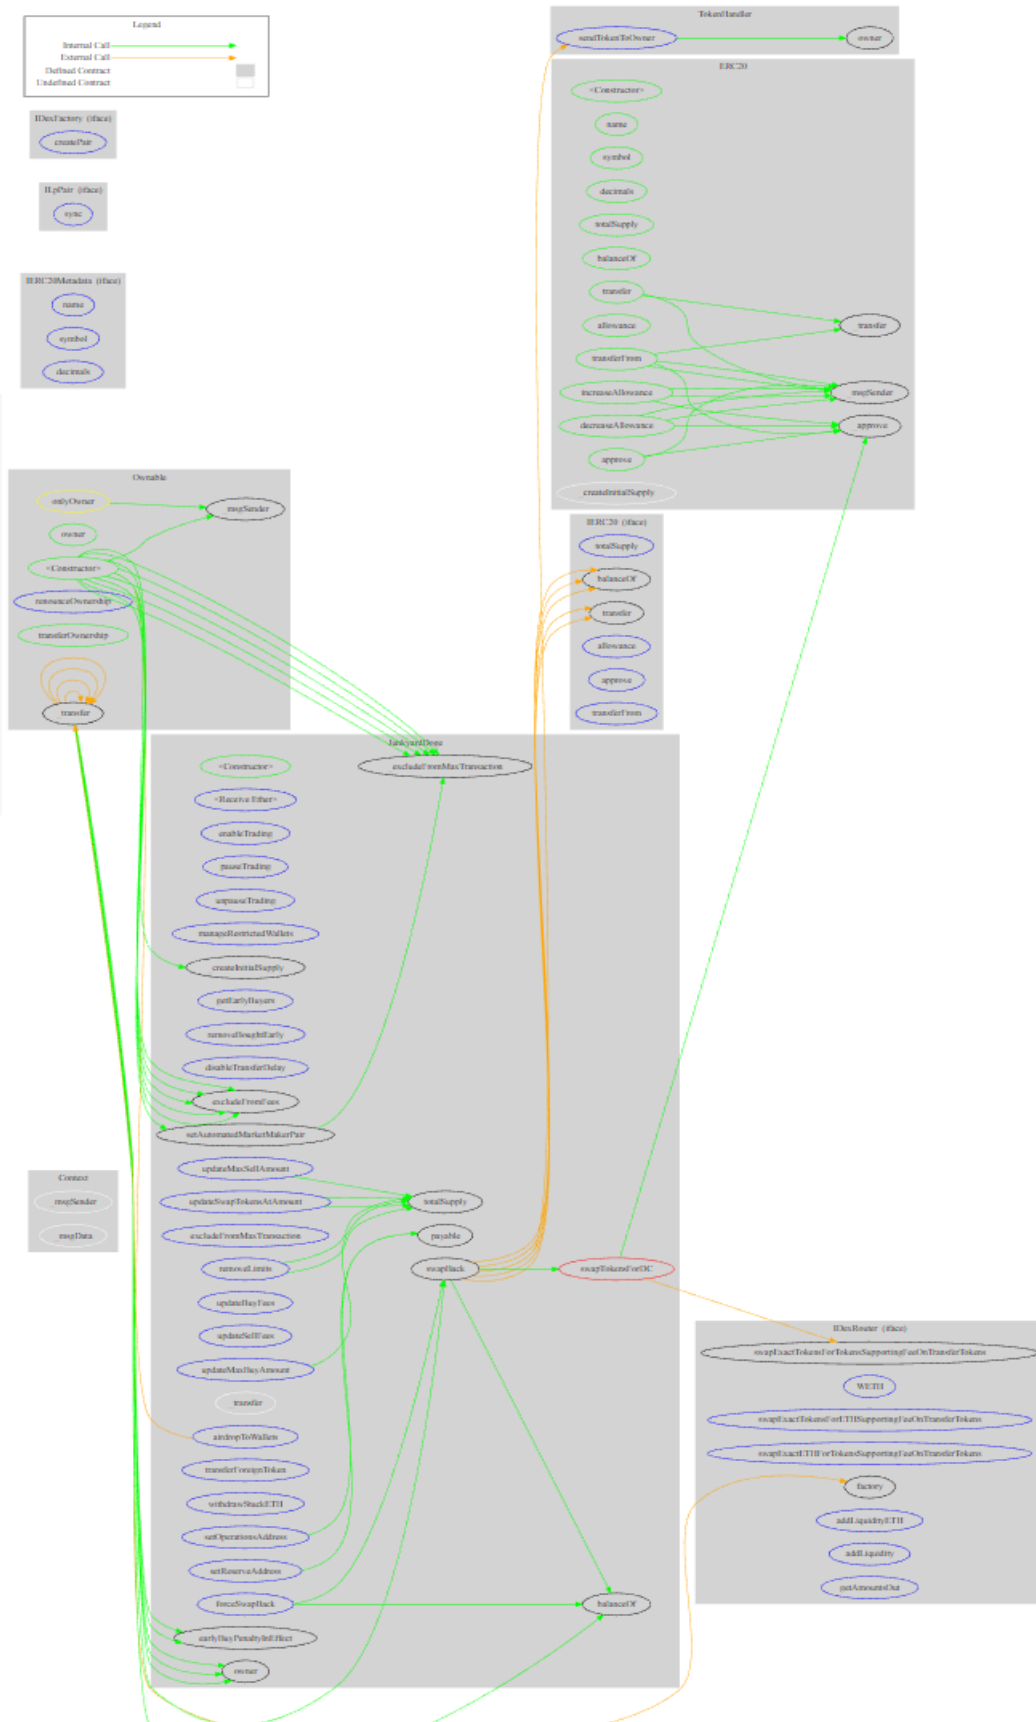 Legend
Internal Call
External Call
Defined Contract
Undefined Contract
IDexFactory (iface)
createPair
ILpPair (iface)
sync
IERC20Metadata (iface)
name
symbol
decimals
TokenHandler
sendTokenToOwner
owner
ERC20
<Constructor>
name
symbol
decimals
totalSupply
balanceOf
transfer
allowance
transfer
transferFrom
increaseAllowance
msgSender
decreaseAllowance
approve
approve
createInitialSupply
Ownable
onlyOwner
msgSender
owner
<Constructor>
renounceOwnership
transferOwnership
transfer
IERC20 (iface)
totalSupply
balanceOf
transfer
allowance
approve
transferFrom
JunkyardDone
<Constructor>
excludeFromMaxTransaction
<Receive Ether>
enableTrading
pauseTrading
unpauseTrading
manageRestrictedWallets
createInitialSupply
getEarlyBuyers
removeBoughtEarly
disableTransferDelay
excludeFromFees
setAutomatedMarketMakerPair
updateMaxSellAmount
updateSwapTokensAtAmount
totalSupply
excludeFromMaxTransaction
payable
removeLimits
swapBack
swapTokensForDC
updateBuyFees
updateSellFees
updateMaxBuyAmount
transfer
airdropToWallets
transferForeignToken
withdrawStuckETH
setOperationsAddress
setReserveAddress
forceSwapBack
balanceOf
earlyBuyPenaltyInEffect
owner
Context
msgSender
msgData
IDexRouter (iface)
swapExactTokensForTokensSupportingFeeOnTransferTokens
WETH
swapExactTokensForETHSupportingFeeOnTransferTokens
swapExactETHForTokensSupportingFeeOnTransferTokens
factory
addLiquidityETH
addLiquidity
getAmountsOut